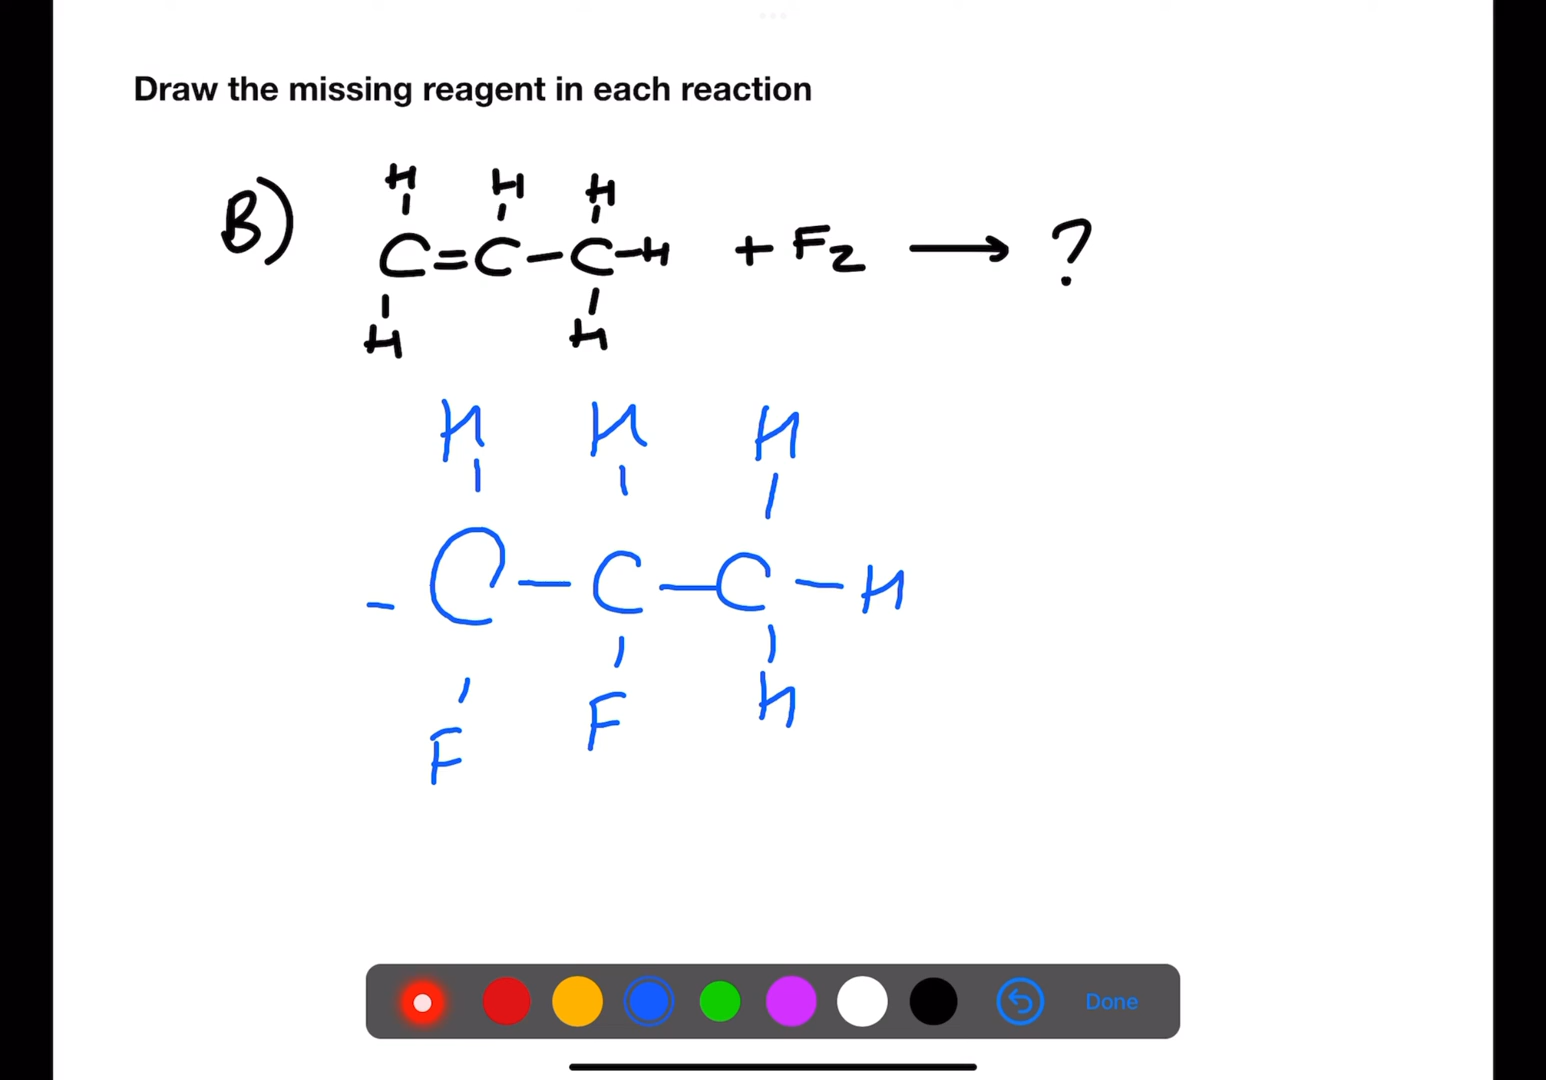 Draw the missing reagent in each reaction
H H H
B) C=C-C-H + F2 → ?
H H
H H H
- C-C-C-H
F F H
Done